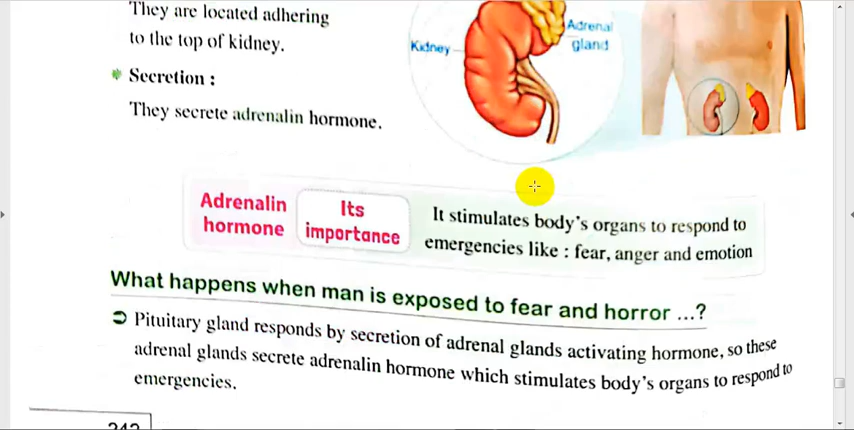 They are located adhering
to the top of kidney.
Secretion :
They secrete adrenalin hormone.
Kidney
Adrenal
gland
Adrenalin
hormone
Its
importance
It stimulates body's organs to respond to
emergencies like : fear, anger and emotion
What happens when man is exposed to fear and horror ...?
Pituitary gland responds by secretion of adrenal glands activating hormone, so these
adrenal glands secrete adrenalin hormone which stimulates body's organs to respond to
emergencies.